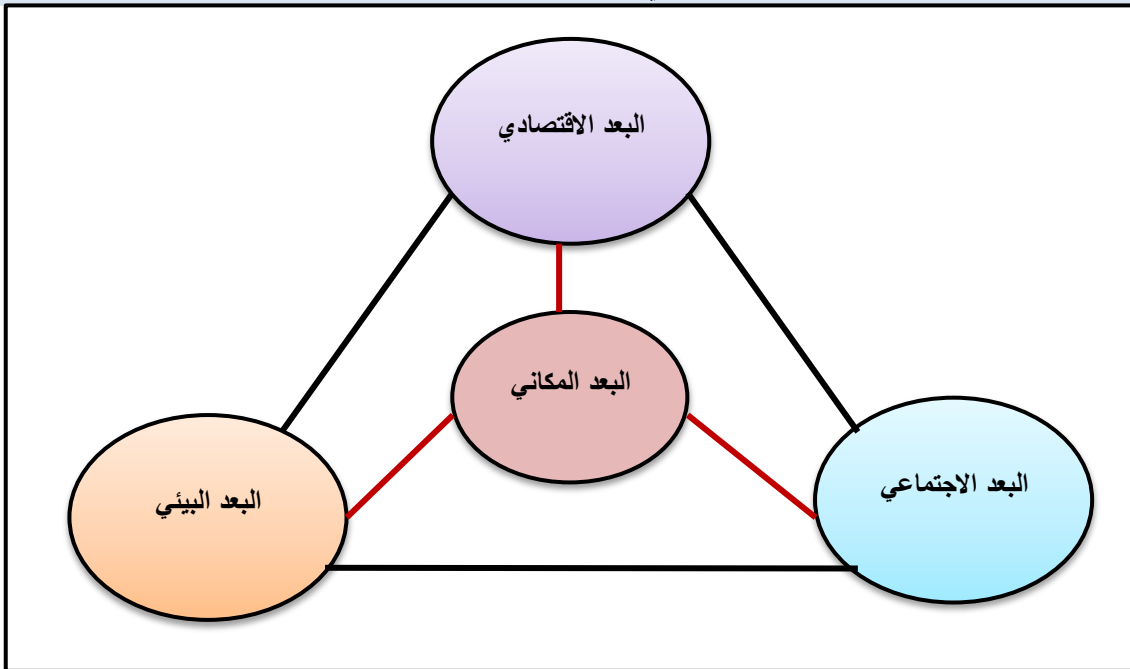 البعد الاقتصادي
البعد المكاني
البعد الاجتماعي
البعد البيئي